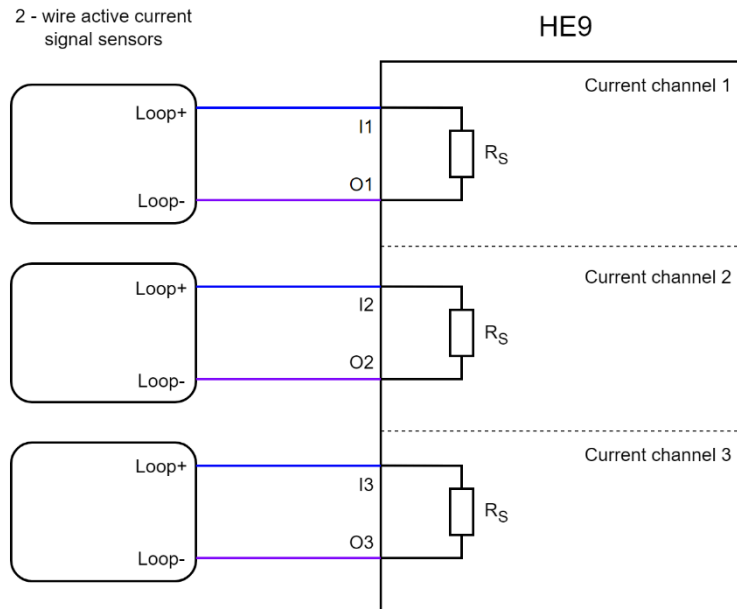 2 - wire active current
signal sensors
HE9
Current channel 1
Loop+
I1
RS
O1
Loop-
Current channel 2
Loop+
I2
RS
O2
Loop-
Current channel 3
Loop+
I3
RS
O3
Loop-